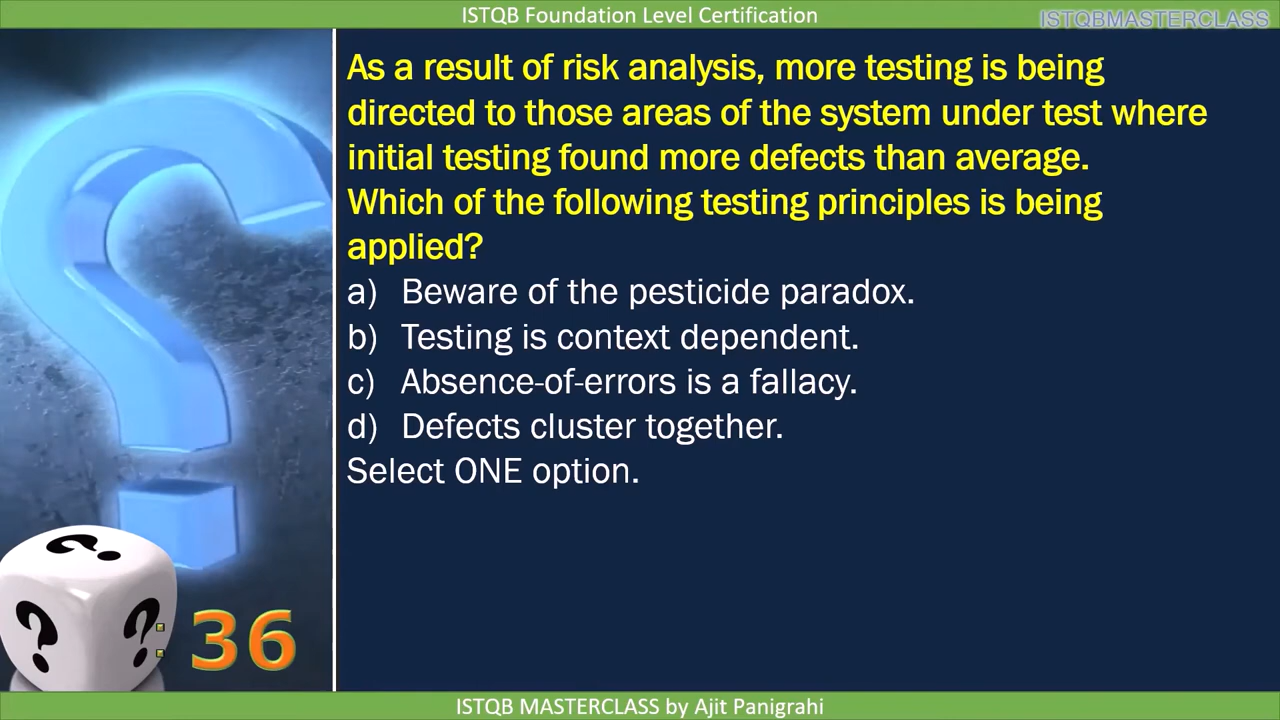 ISTQB Foundation Level Certification
ISTQBMASTERCLASS
As a result of risk analysis, more testing is being
directed to those areas of the system under test where
initial testing found more defects than average.
Which of the following testing principles is being
applied?
a) Beware of the pesticide paradox.
b) Testing is context dependent.
c) Absence-of-errors is a fallacy.
d) Defects cluster together.
Select ONE option.
? ? ?
: 36
ISTQB MASTERCLASS by Ajit Panigrahi